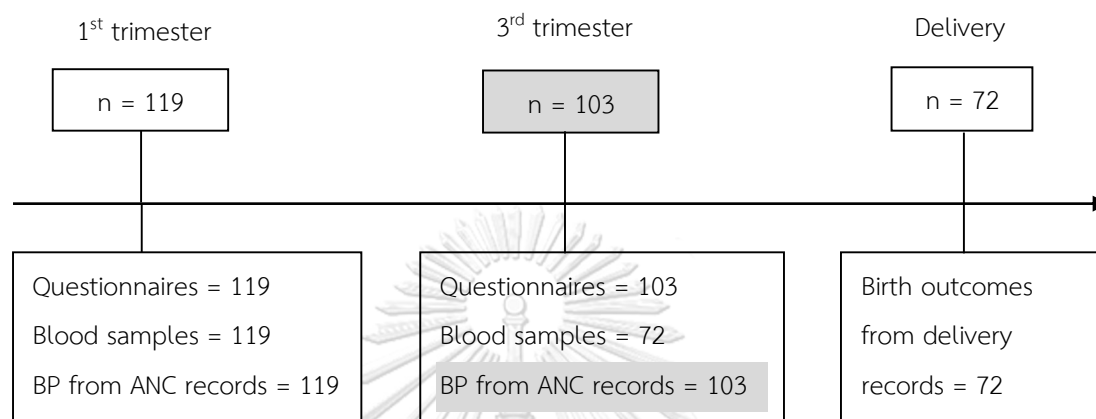 1st trimester
3rd trimester
Delivery
n = 119
n = 103
n = 72
Questionnaires = 119
Blood samples = 119
BP from ANC records = 119
Questionnaires = 103
Blood samples = 72
BP from ANC records = 103
Birth outcomes
from delivery
records = 72